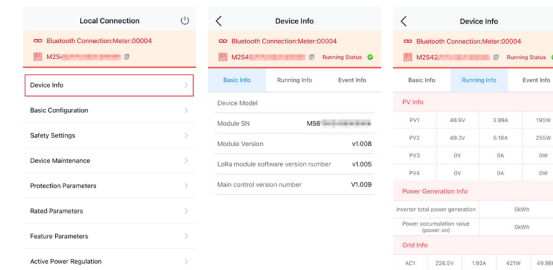 Local Connection
Bluetooth Connection:Meter:00004
Device Info
Basic Configuration
Safety Settings
Device Maintenance
Protection Parameters
Rated Parameters
Feature Parameters
Active Power Regulation
Device Info
Bluetooth Connection:Meter:00004
Running Status
Basic Info Running Info Event Info
Device Model
Module SN
Module Version v1.008
LoRa module software version number v1.005
Main control version number v1.009
Device Info
Bluetooth Connection:Meter:00004
Running Status
Basic Info Running Info Event Info
PV info
PV1 48.9V 3.99A 195W
PV2 49.3V 5.18A 255W
PV3 0V 0A 0W
PV4 0V 0A 0W
Power Generation Info
Inverter total power generation 0kWh
Power accumulation value (power on) 0kWh
Grid Info
AC1 226.5V 1.92A 421W